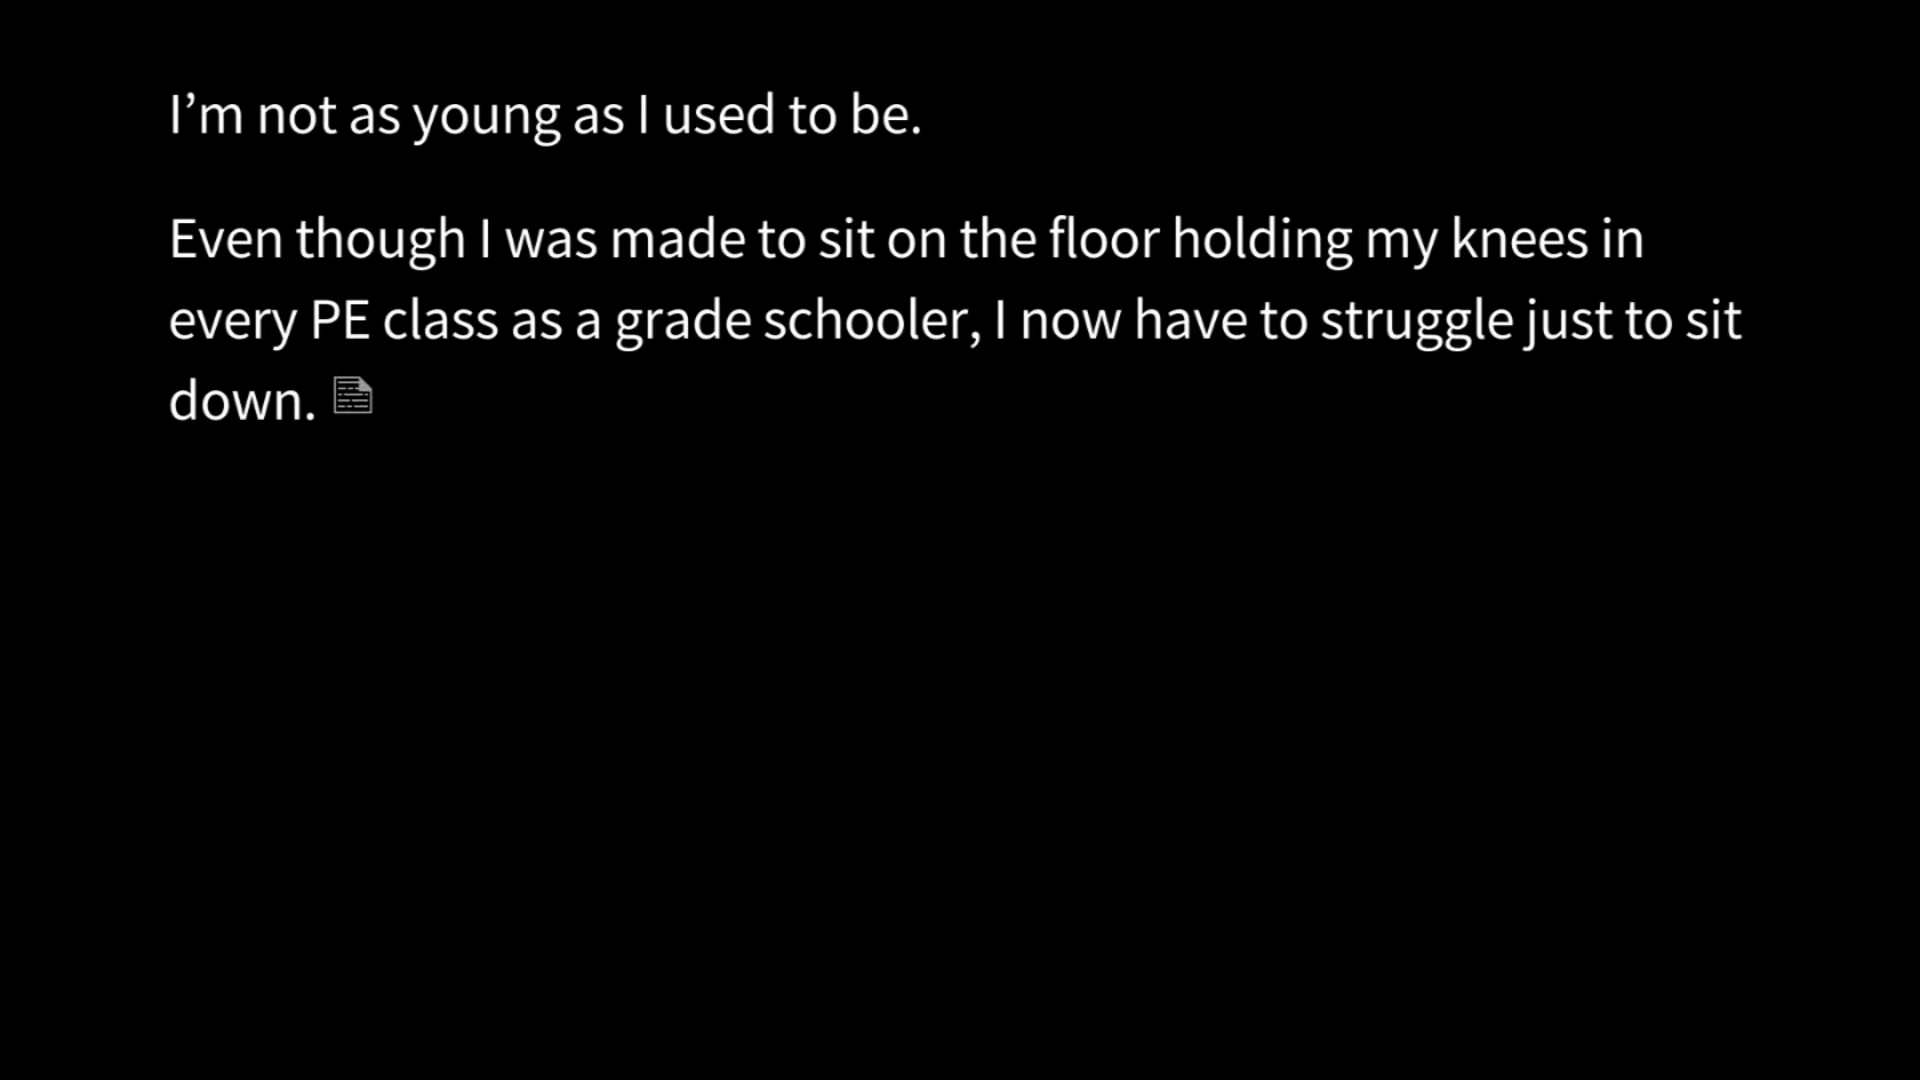 I’m not as young as I used to be.
Even though I was made to sit on the floor holding my knees in
every PE class as a grade schooler, I now have to struggle just to sit
down.